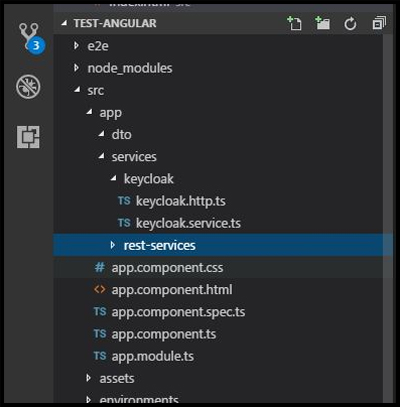 TEST-ANGULAR
3
e2e
node_modules
src
app
dto
services
keycloak
TS keycloak.http.ts
TS keycloak.service.ts
rest-services
# app.component.css
<> app.component.html
TS app.component.spec.ts
TS app.component.ts
TS app.module.ts
assets
environments